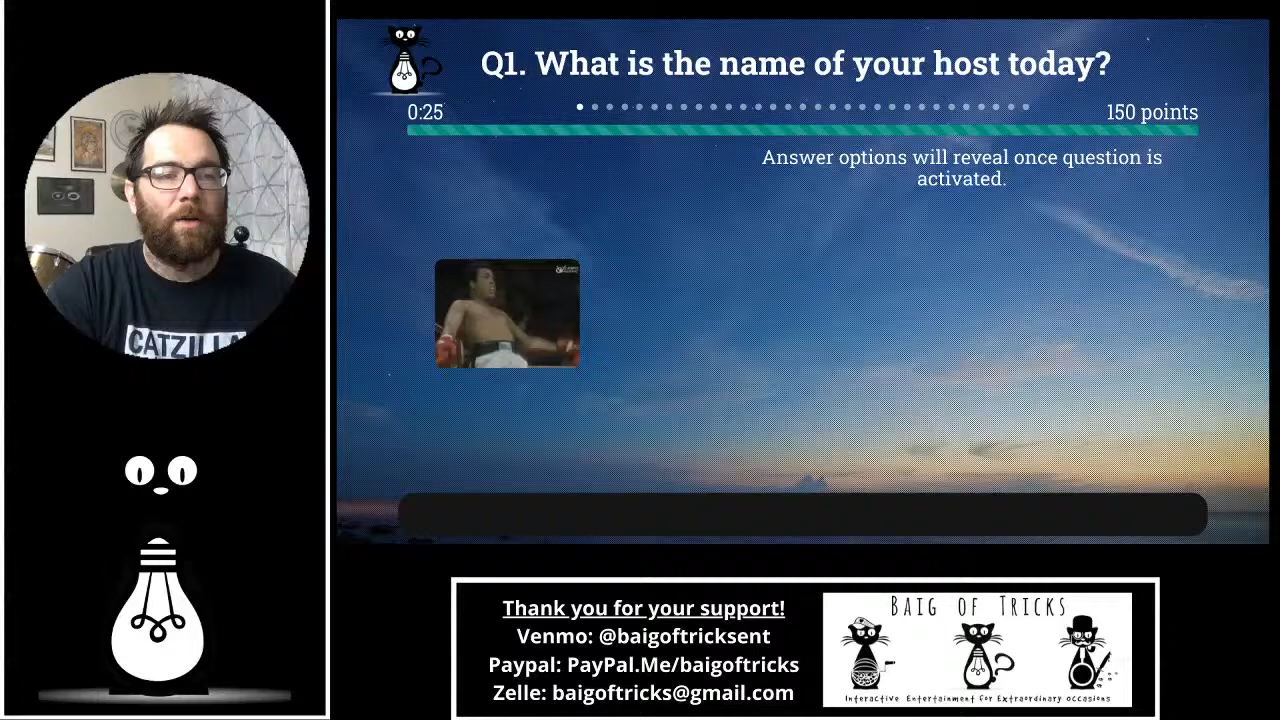 Q1. What is the name of your host today?
0:25
150 points
Answer options will reveal once question is
activated.
CATZILLA
Thank you for your support!
Venmo: @baigoftricksent
Paypal: PayPal.Me/baigoftricks
Zelle: baigoftricks@gmail.com
BAIG OF TRICKS
Interactive Entertainment for Extraordinary occasions